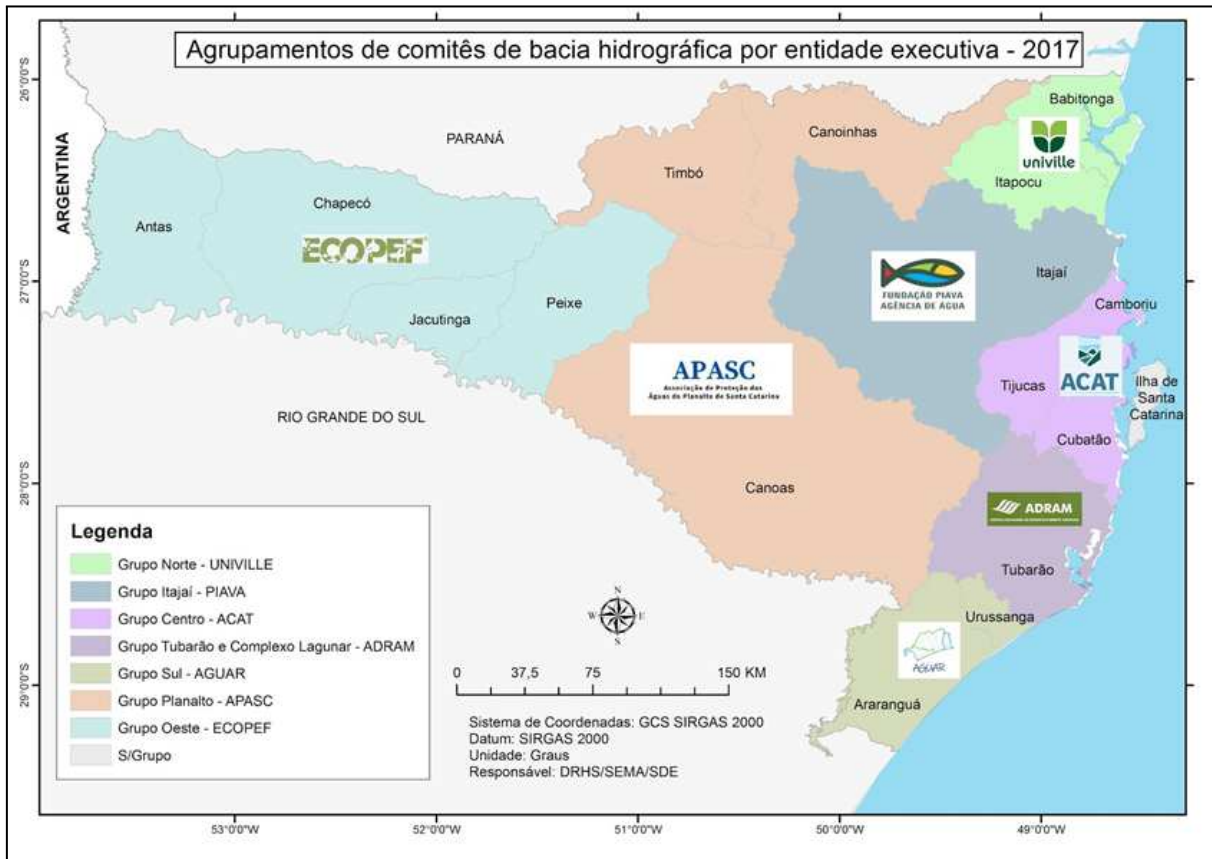 Agrupamentos de comitês de bacia hidrográfica por entidade executiva - 2017
26°0'0"S
27°0'0"S
28°0'0"S
29°0'0"S
ARGENTINA
PARANÁ
RIO GRANDE DO SUL
Babitonga
univille
Itapocu
Canoinhas
Timbó
Chapecó
Antas
ECOPEF
Jacutinga
Peixe
Itajaí
FUNDAÇÃO PIAVA
AGÊNCIA DE ÁGUA
Camboriu
ACAT
Tijucas
Ilha de
Santa
Catarina
Cubatão
APASC
Associação de Proteção das
Águas do Planalto de Santa Catarina
Canoas
ADRAM
Tubarão
Urussanga
AGUAR
Araranguá
Legenda
Grupo Norte - UNIVILLE
Grupo Itajaí - PIAVA
Grupo Centro - ACAT
Grupo Tubarão e Complexo Lagunar - ADRAM
Grupo Sul - AGUAR
Grupo Planalto - APASC
Grupo Oeste - ECOPEF
S/Grupo
N
W E
S
0 37,5 75 150 KM
Sistema de Coordenadas: GCS SIRGAS 2000
Datum: SIRGAS 2000
Unidade: Graus
Responsável: DRHS/SEMA/SDE
53°0'0"W 52°0'0"W 51°0'0"W 50°0'0"W 49°0'0"W